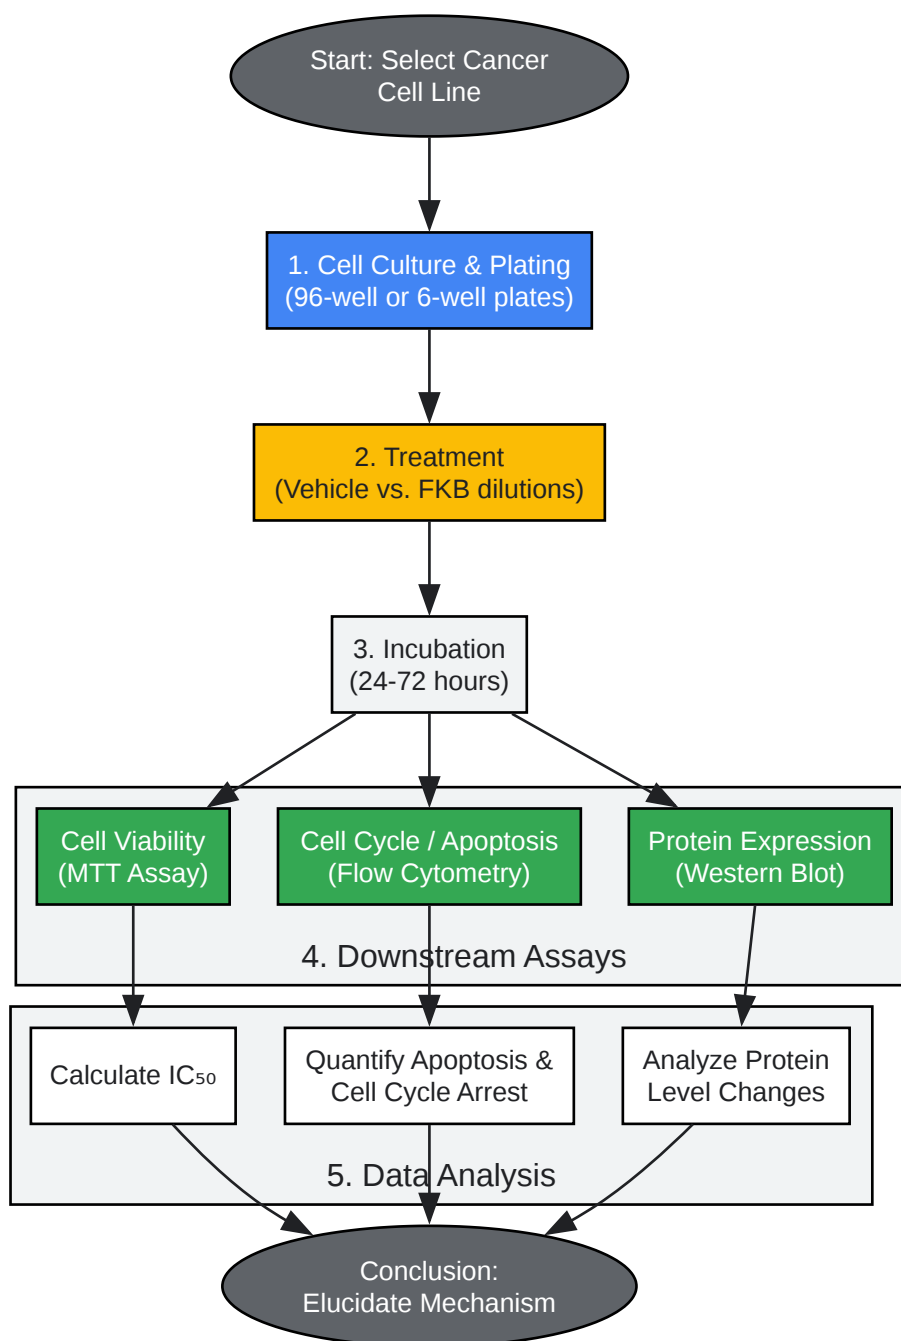 Start: Select Cancer
Cell Line
1. Cell Culture & Plating
(96-well or 6-well plates)
2. Treatment
(Vehicle vs. FKB dilutions)
3. Incubation
(24-72 hours)
Cell Viability
(MTT Assay)
Cell Cycle / Apoptosis
(Flow Cytometry)
Protein Expression
(Western Blot)
4. Downstream Assays
Calculate IC₅₀
Quantify Apoptosis &
Cell Cycle Arrest
Analyze Protein
Level Changes
5. Data Analysis
Conclusion:
Elucidate Mechanism